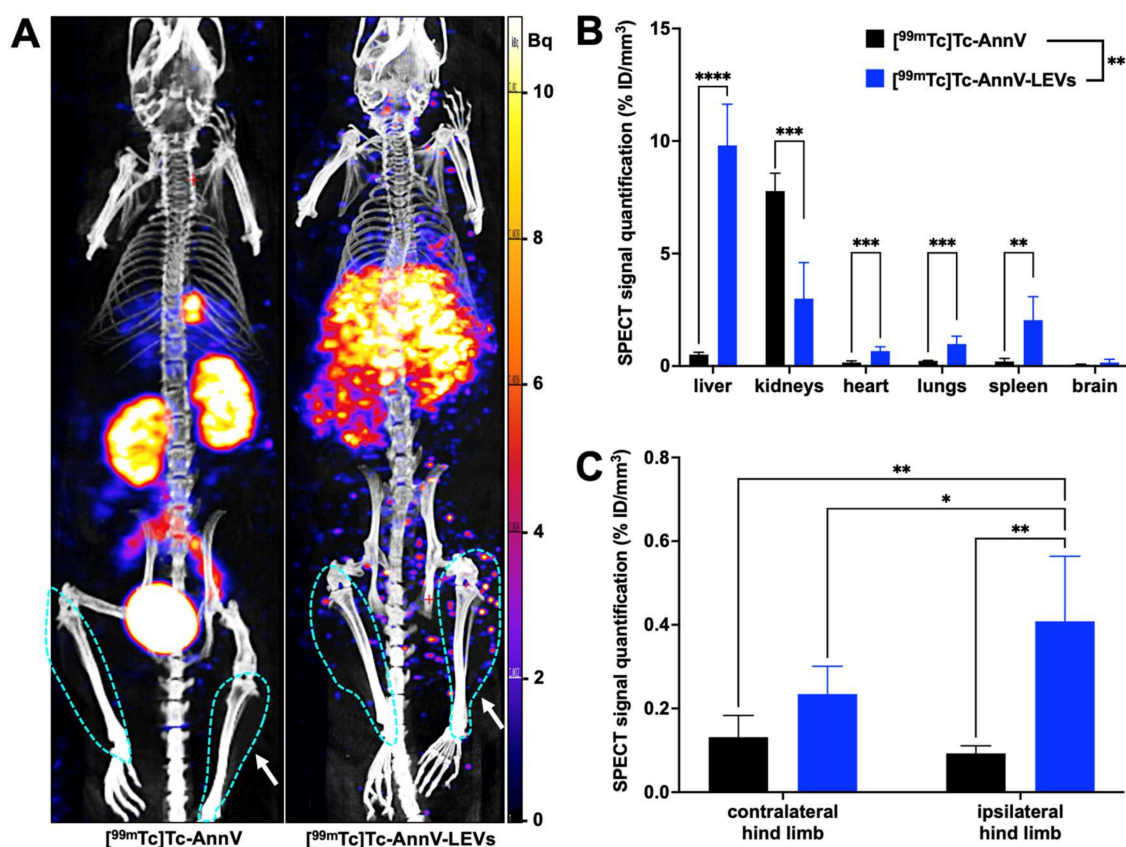 A
B
C
kBq
Bq
10
8
6
4
2
0
[⁹⁹ᵐTc]Tc-AnnV
[⁹⁹ᵐTc]Tc-AnnV-LEVs
SPECT signal quantification (% ID/mm³)
15
10
5
0
[⁹⁹ᵐTc]Tc-AnnV
[⁹⁹ᵐTc]Tc-AnnV-LEVs
**
****
***
***
***
**
liver kidneys heart lungs spleen brain
SPECT signal quantification (% ID/mm³)
0.8
0.6
0.4
0.2
0.0
**
*
**
contralateral
hind limb
ipsilateral
hind limb